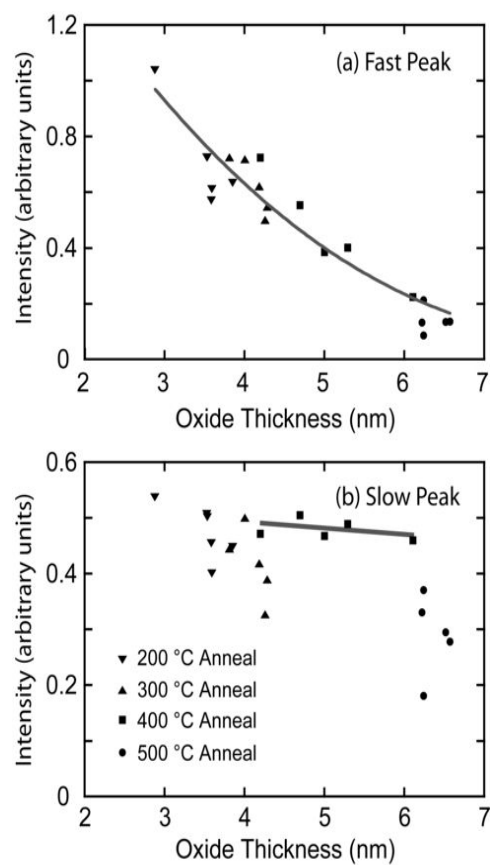 1.2
(a) Fast Peak
0.8
0.4
0
Intensity (arbitrary units)
2 3 4 5 6 7
Oxide Thickness (nm)
0.6
(b) Slow Peak
0.4
0.2
0
Intensity (arbitrary units)
200 °C Anneal
300 °C Anneal
400 °C Anneal
500 °C Anneal
2 3 4 5 6 7
Oxide Thickness (nm)